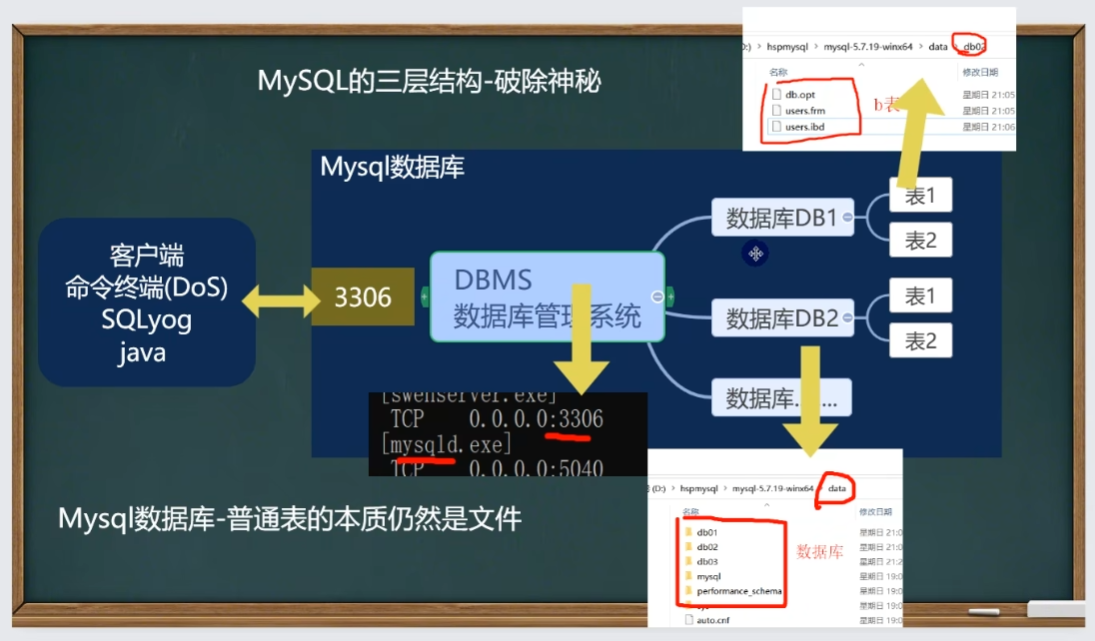 MySQL的三层结构-破除神秘
hspmysql > mysql-5.7.19-winx64 > data > db02
名称
修改日期
db.opt
星期日 21:05
users.frm
星期日 21:05
users.ibd
星期日 21:06
b表
Mysql数据库
客户端
命令终端(DoS)
SQLyog
java
3306
DBMS
数据库管理系统
数据库DB1
表1
表2
数据库DB2
表1
表2
数据库
[swenserver.exe]
TCP 0.0.0.0:3306
[mysqld.exe]
TCP 0.0.0.0:5040
Mysql数据库-普通表的本质仍然是文件
(D:) > hspmysql > mysql-5.7.19-winx64 > data
名称
修改日期
db01
星期日 21:0
db02
星期日 21:0
db03
星期日 21:2
mysql
星期日 19:0
performance_schema
星期日 19:0
星期日 19:0
auto.cnf
星期日 19:0
数据库